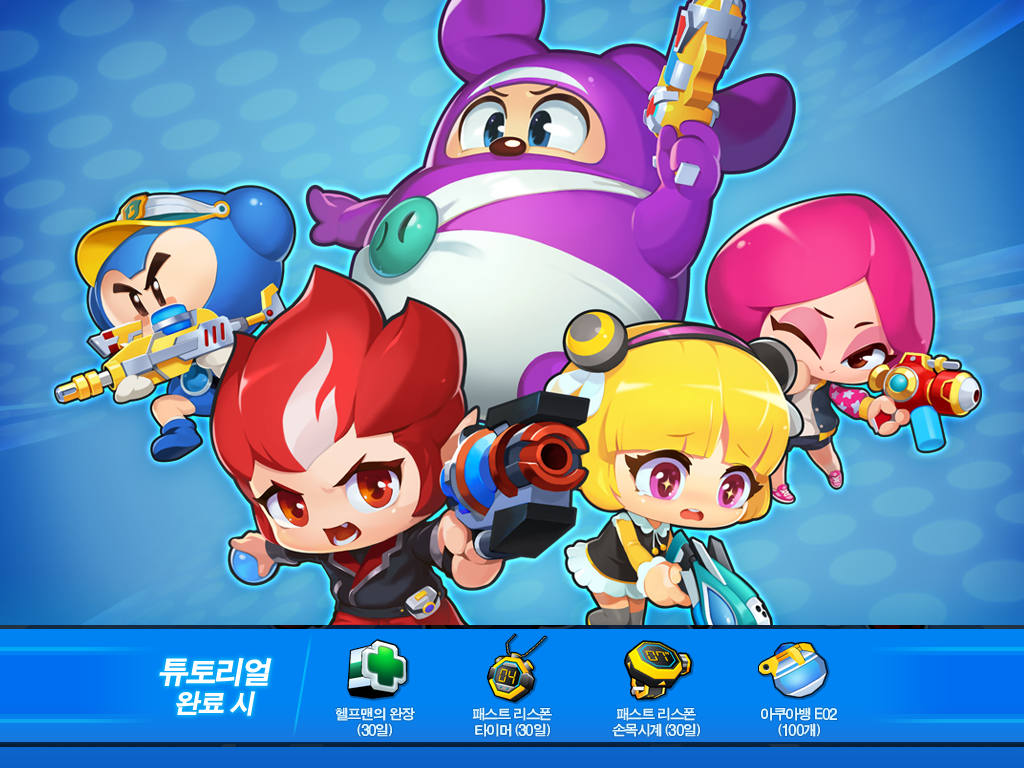 튜토리얼
완료 시
헬프맨의 완장
(30일)
패스트 리스폰
타이머 (30일)
패스트 리스폰
손목시계 (30일)
아쿠아뱅 E02
(100개)
04
07"